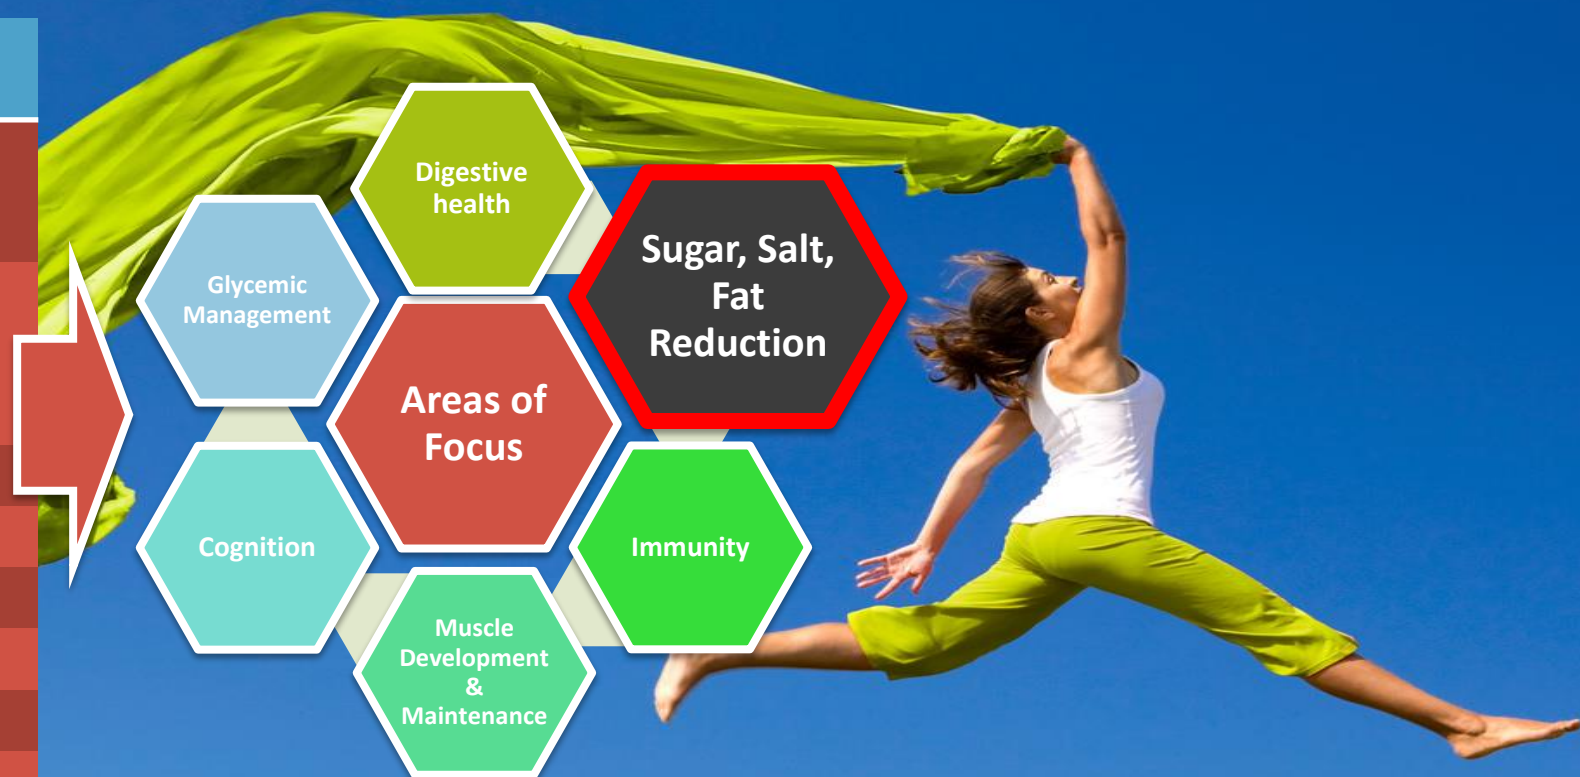 Digestive
health
Sugar, Salt,
Fat
Reduction
Glycemic
Management
Areas of
Focus
Cognition
Immunity
Muscle
Development
&
Maintenance